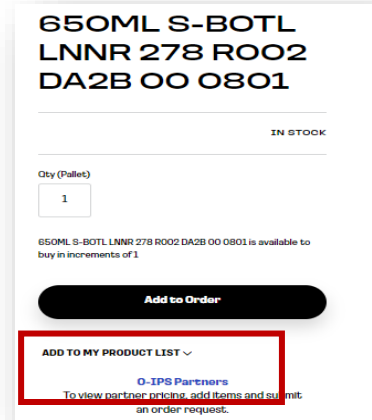 650ML S-BOTL
LNNR 278 R002
DA2B 00 0801
IN STOCK
Qty (Pallet)
1
650ML S-BOTL LNNR 278 R002 DA2B 00 0801 is available to
buy in increments of 1
Add to Order
ADD TO MY PRODUCT LIST
O-IPS Partners
To view partner pricing, add items and submit
an order request.